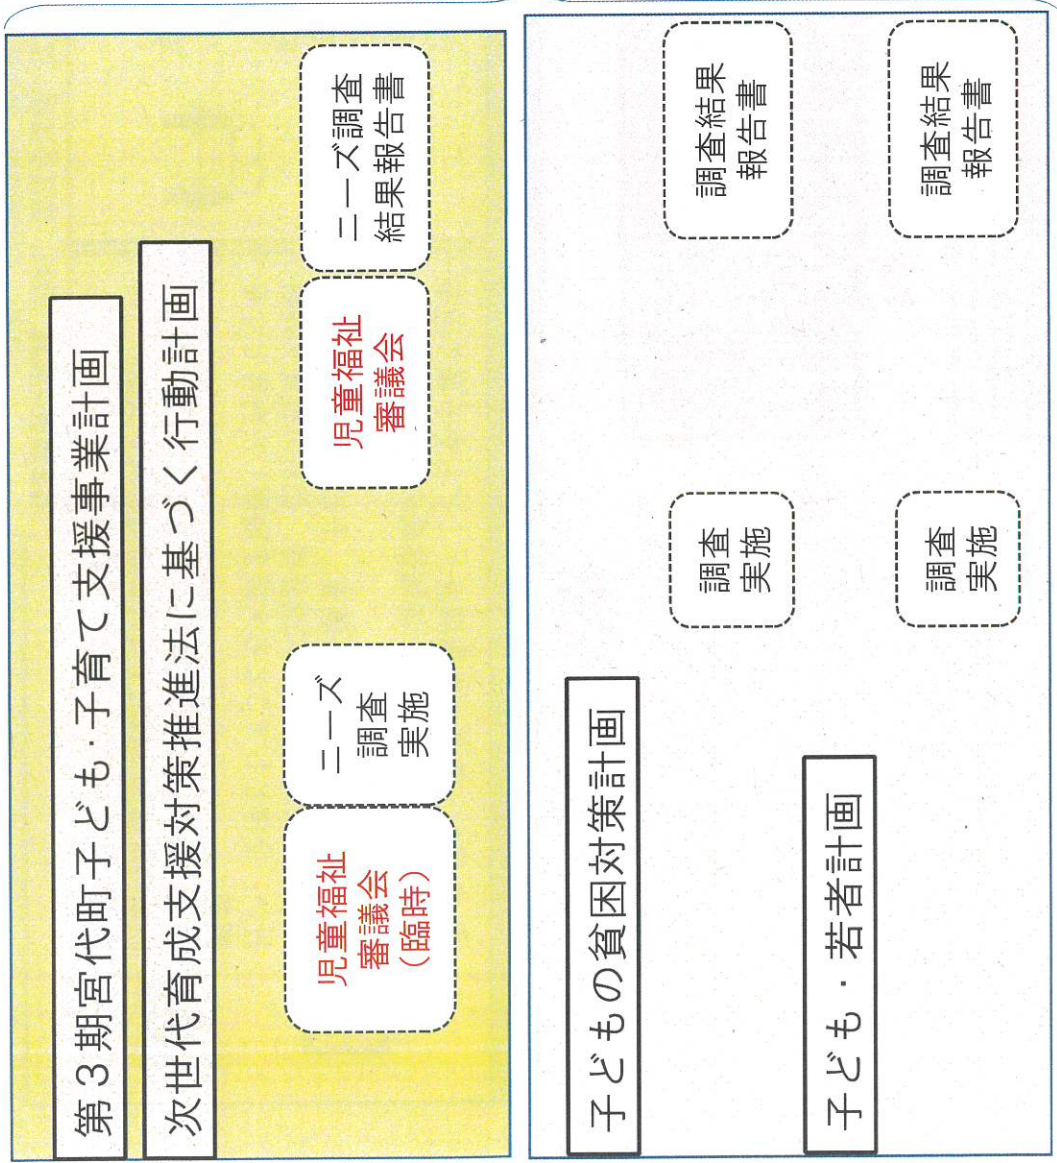 第３期宮代町子ども・子育て支援事業計画
次世代育成支援対策推進法に基づく行動計画
児童福祉
審議会
（臨時）
ニーズ
調査
実施
児童福祉
審議会
ニーズ調査
結果報告書
子どもの貧困対策計画
調査
実施
調査結果
報告書
子ども・若者計画
調査
実施
調査結果
報告書